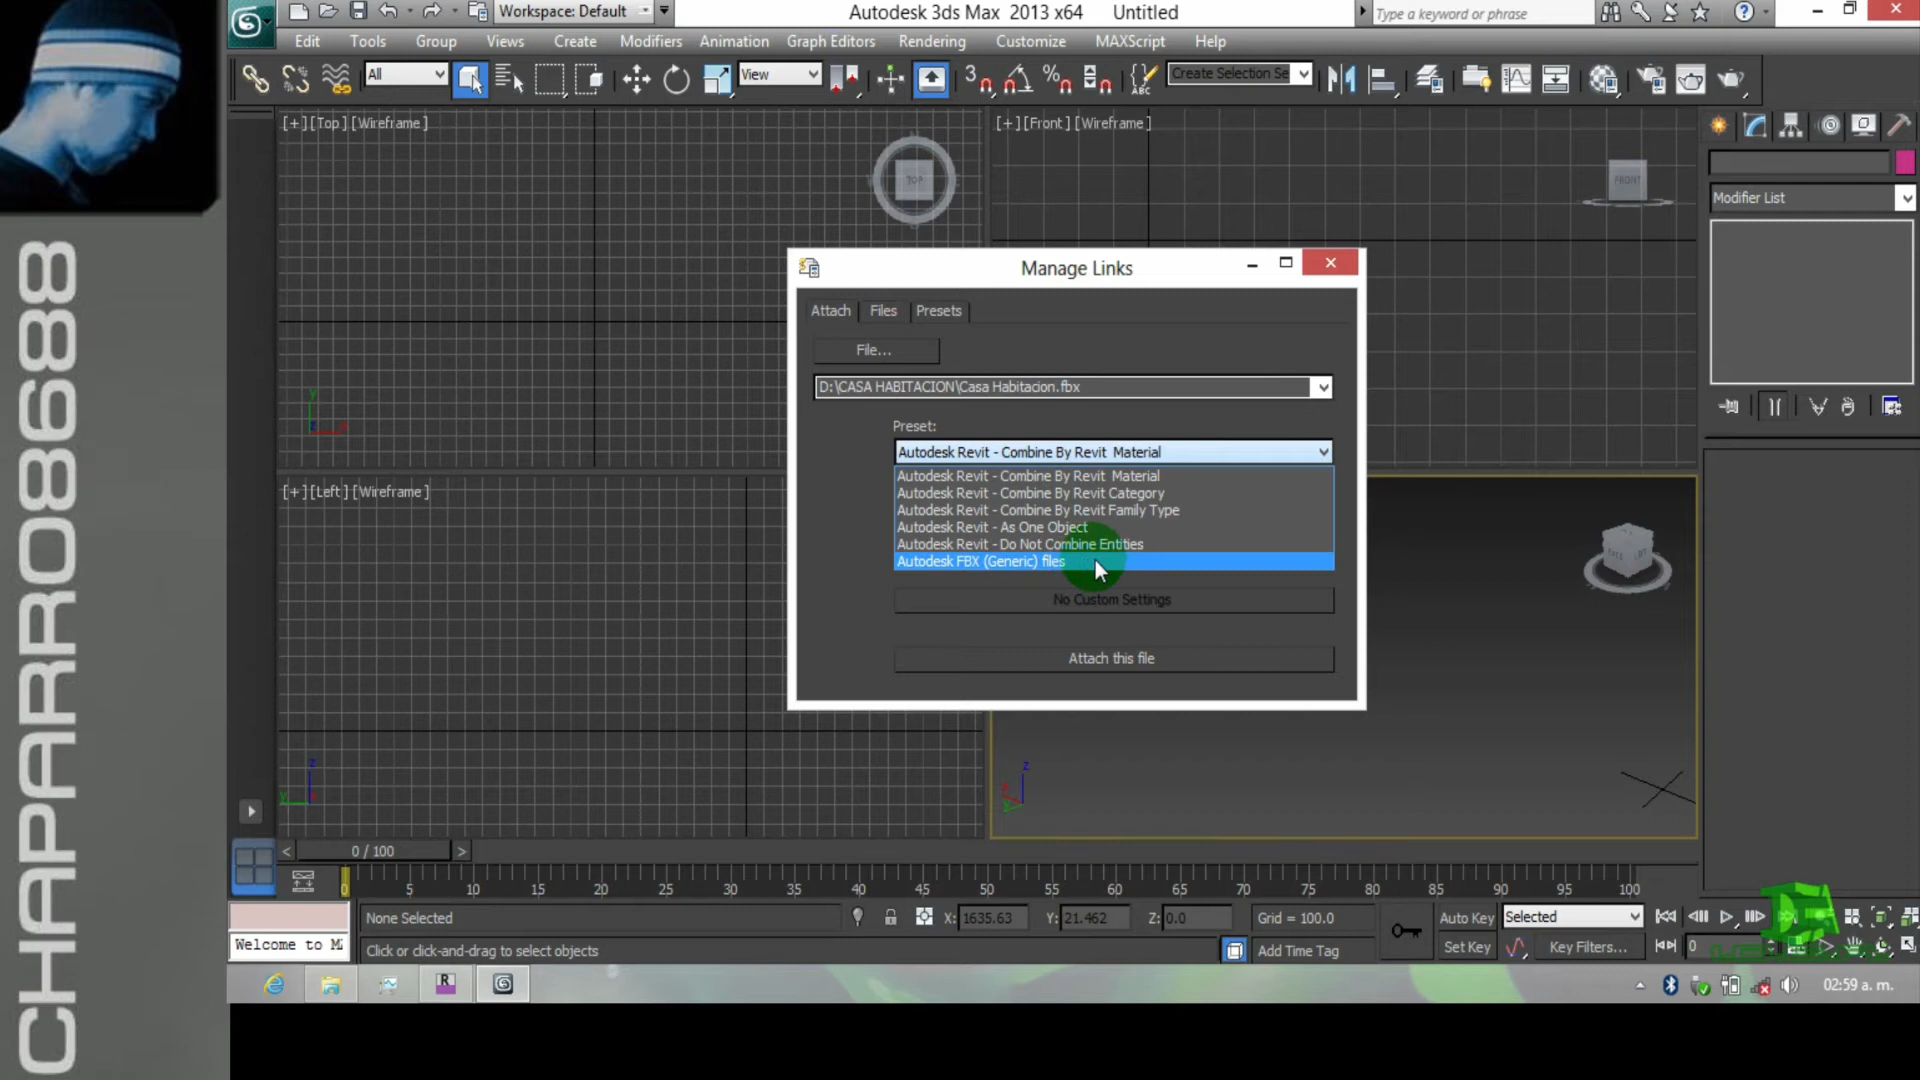 Workspace: Default
Autodesk 3ds Max 2013 x64 Untitled
Type a keyword or phrase
Edit Tools Group Views Create Modifiers Animation Graph Editors Rendering Customize MAXScript Help
All
View
3
%
ABC
Create Selection Se
[+][Top][Wireframe]
TOP
[+][Front][Wireframe]
FRONT
Modifier List
Manage Links
Attach Files Presets
File...
D:\CASA HABITACION\Casa Habitacion.fbx
Preset:
Autodesk Revit - Combine By Revit Material
Autodesk Revit - Combine By Revit Material
Autodesk Revit - Combine By Revit Category
Autodesk Revit - Combine By Revit Family Type
Autodesk Revit - As One Object
Autodesk Revit - Do Not Combine Entities
Autodesk FBX (Generic) files
No Custom Settings
Attach this file
[+][Left][Wireframe]
y
x
z
z
y
z
< 0 / 100 >
0 5 10 15 20 25 30 35 40 45 50 55 60 65 70 75 80 85 90 95 100
None Selected
X: 1635.63 Y: 21.462 Z: 0.0 Grid = 100.0
Auto Key Selected
Welcome to M
Click or click-and-drag to select objects
Add Time Tag
Set Key Key Filters...
0
02:59 a. m.
CHAPARRO8688